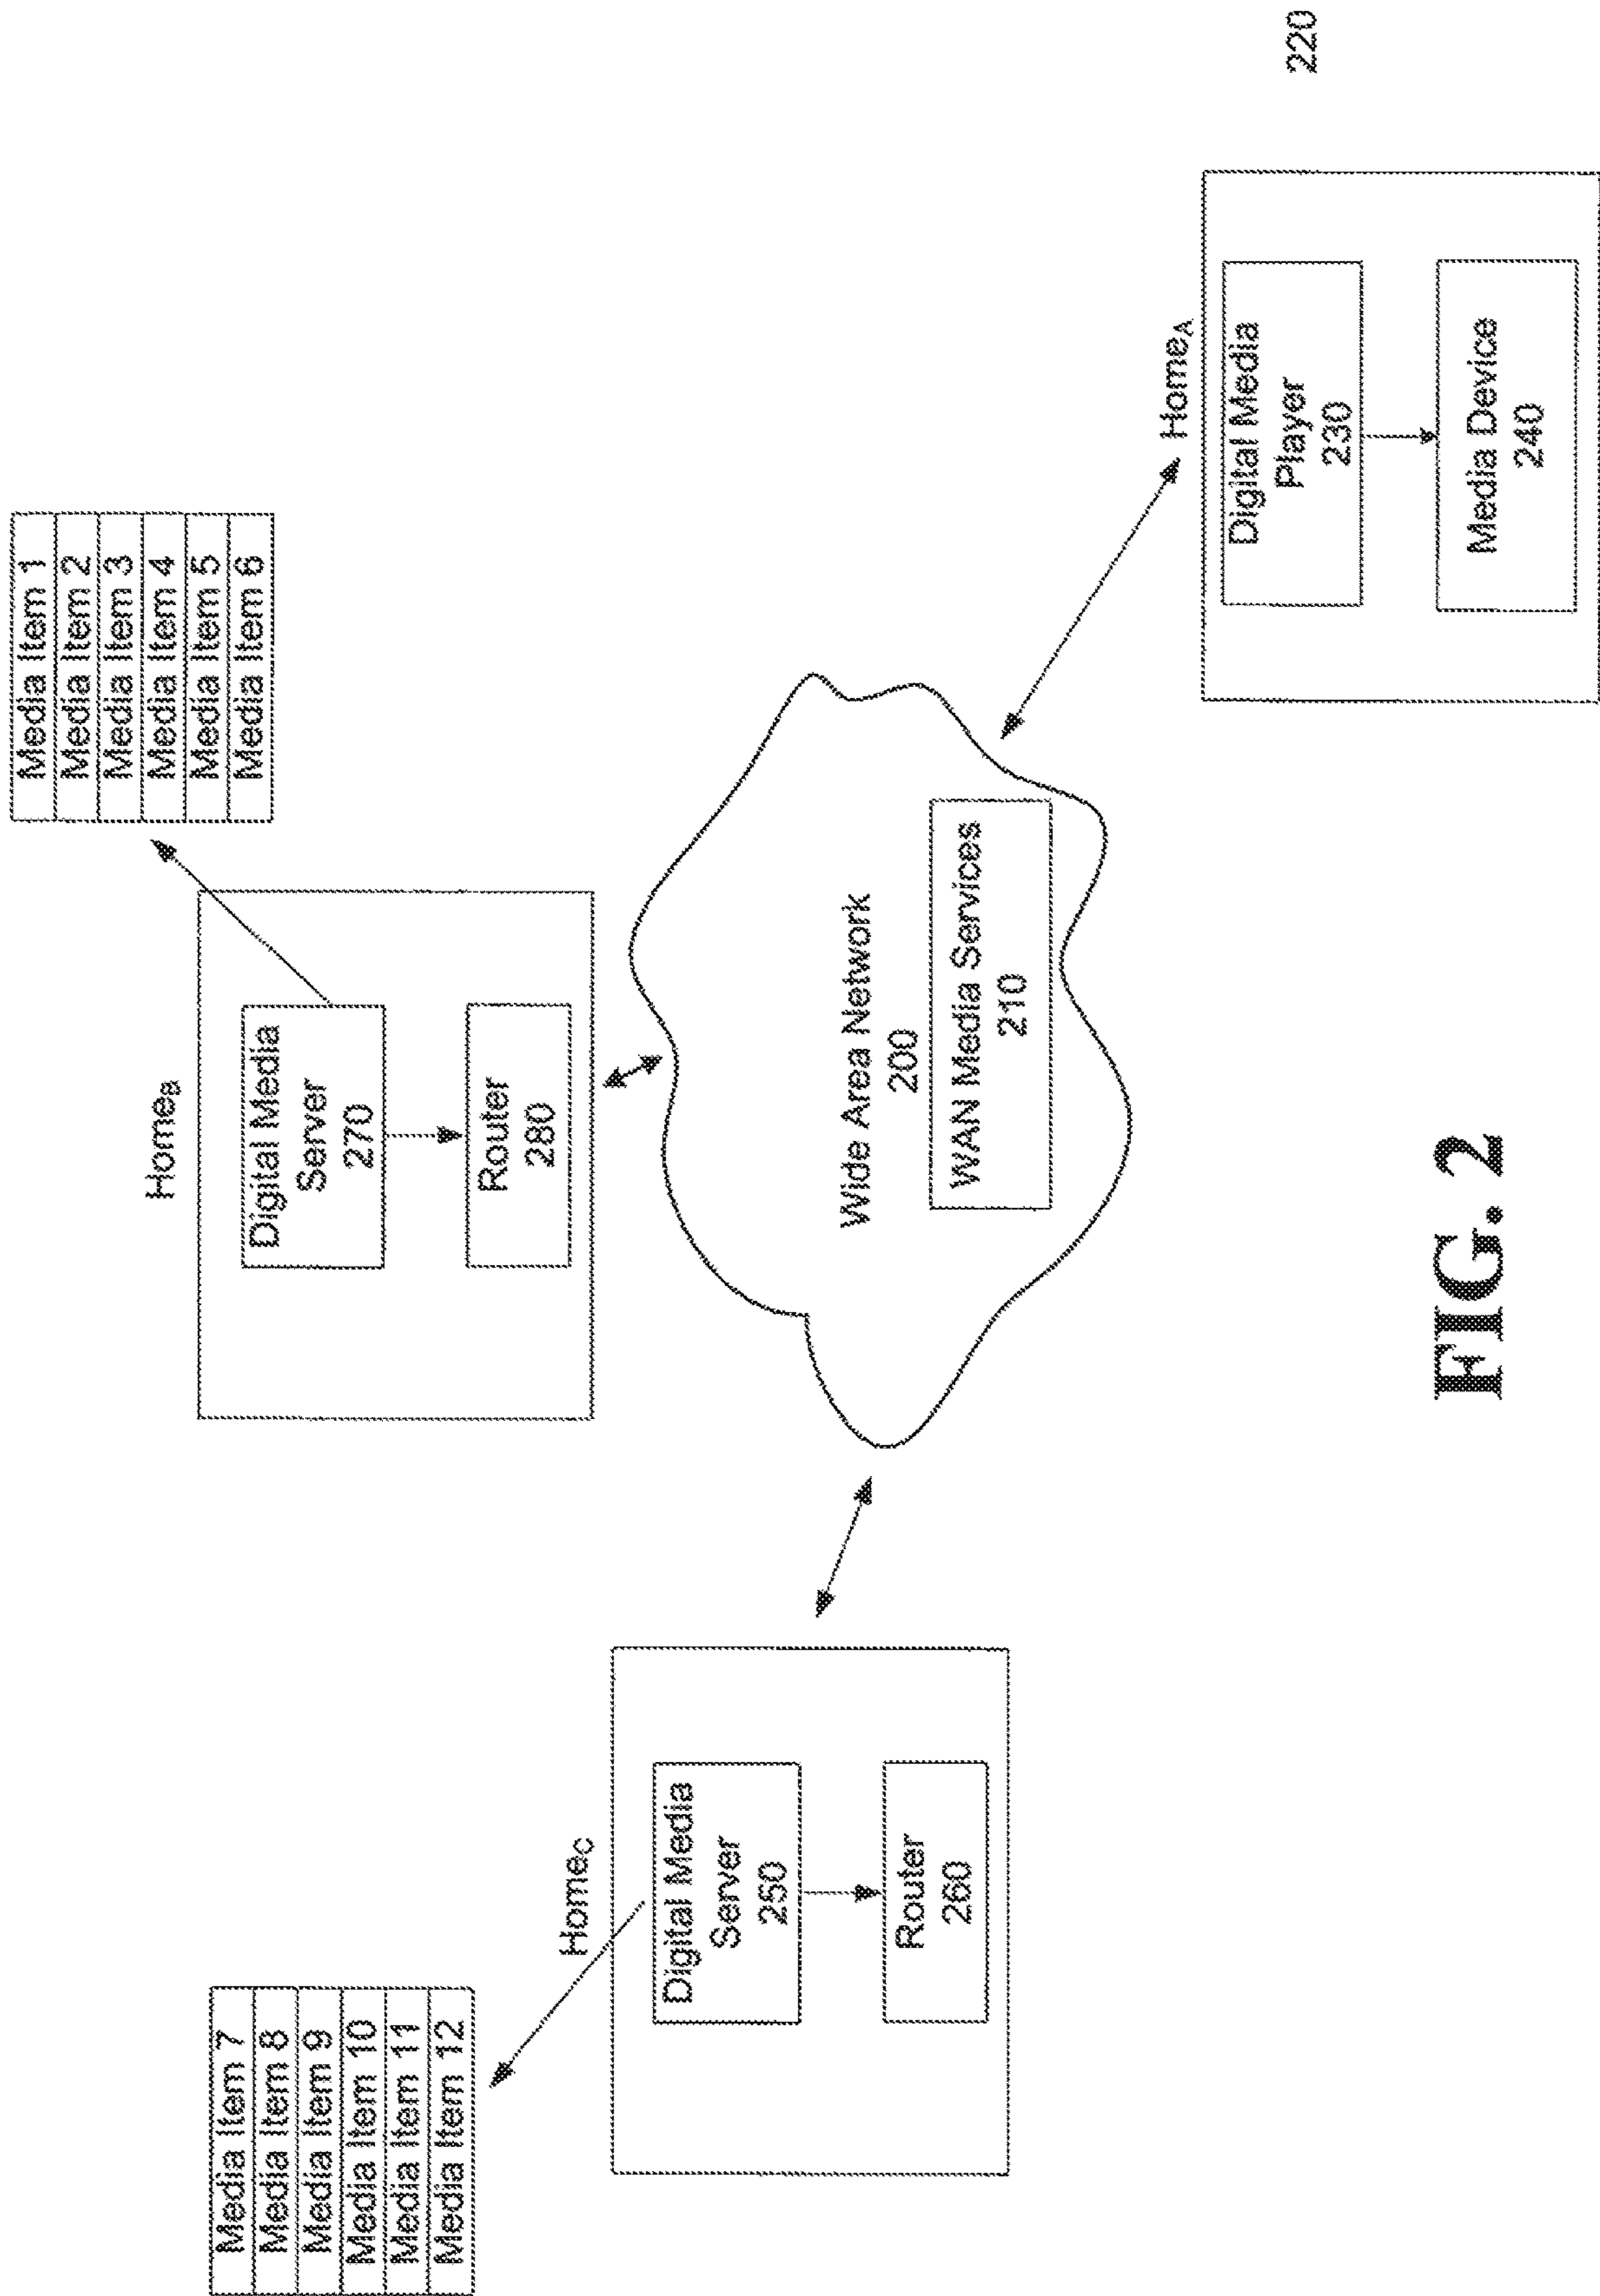 Media Item 1
Media Item 2
Media Item 3
Media Item 4
Media Item 5
Media Item 6
Home_B
Digital Media
Server
270
Router
280
Media Item 7
Media Item 8
Media Item 9
Media Item 10
Media Item 11
Media Item 12
Home_C
Digital Media
Server
250
Router
260
Wide Area Network
200
WAN Media Services
210
Home_A
Digital Media
Player
230
Media Device
240
220
FIG. 2